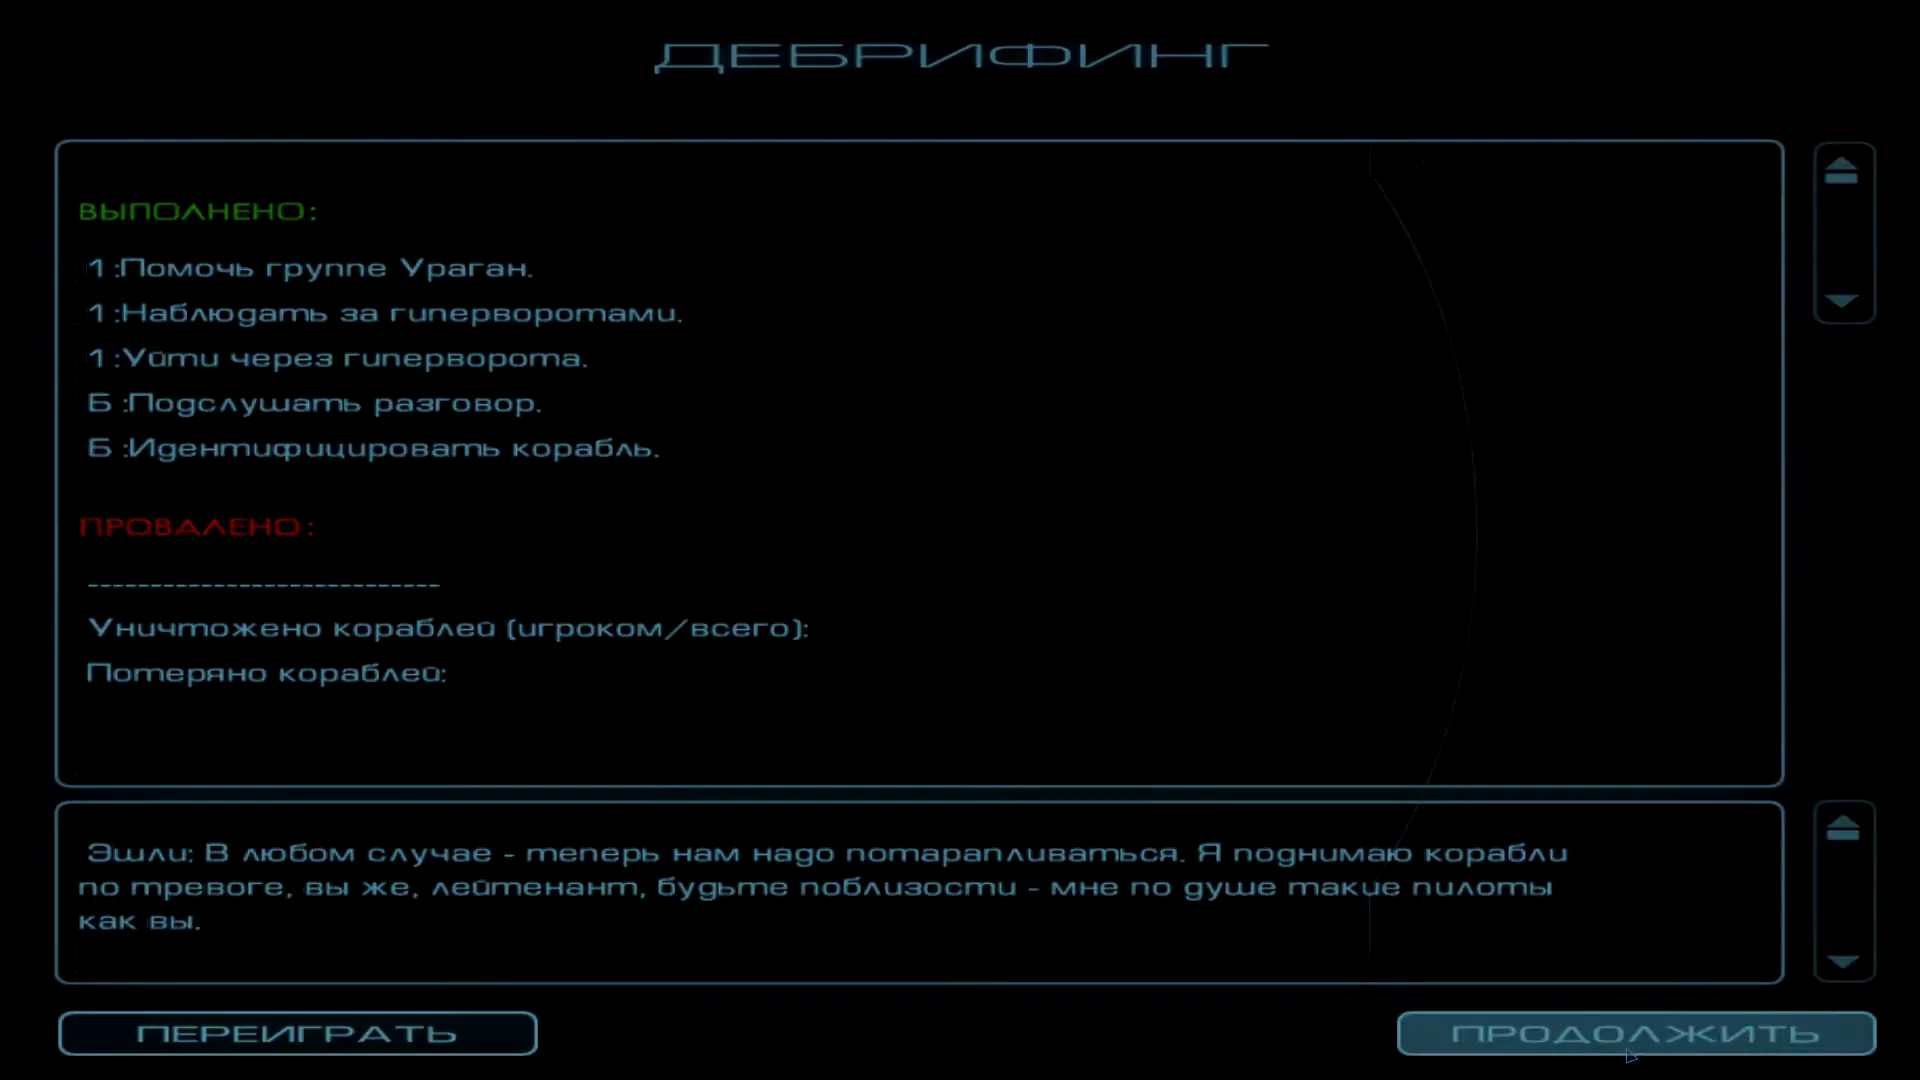 ДЕБРИФИНГ
ВЫПОЛНЕНО:
1:Помочь группе Ураган.
1:Наблюдать за гиперворотами.
1:Уйти через гиперворота.
Б :Подслушать разговор.
Б :Идентифицировать корабль.
ПРОВАЛЕНО:
----------------------------
Уничтожено кораблей (игроком/всего):
Потеряно кораблей:
Эшли: В любом случае - теперь нам надо потарапливаться. Я поднимаю корабли
по тревоге, вы же, лейтенант, будьте поблизости - мне по душе такие пилоты
как вы.
ПЕРЕИГРАТЬ
ПРОДОЛЖИТЬ